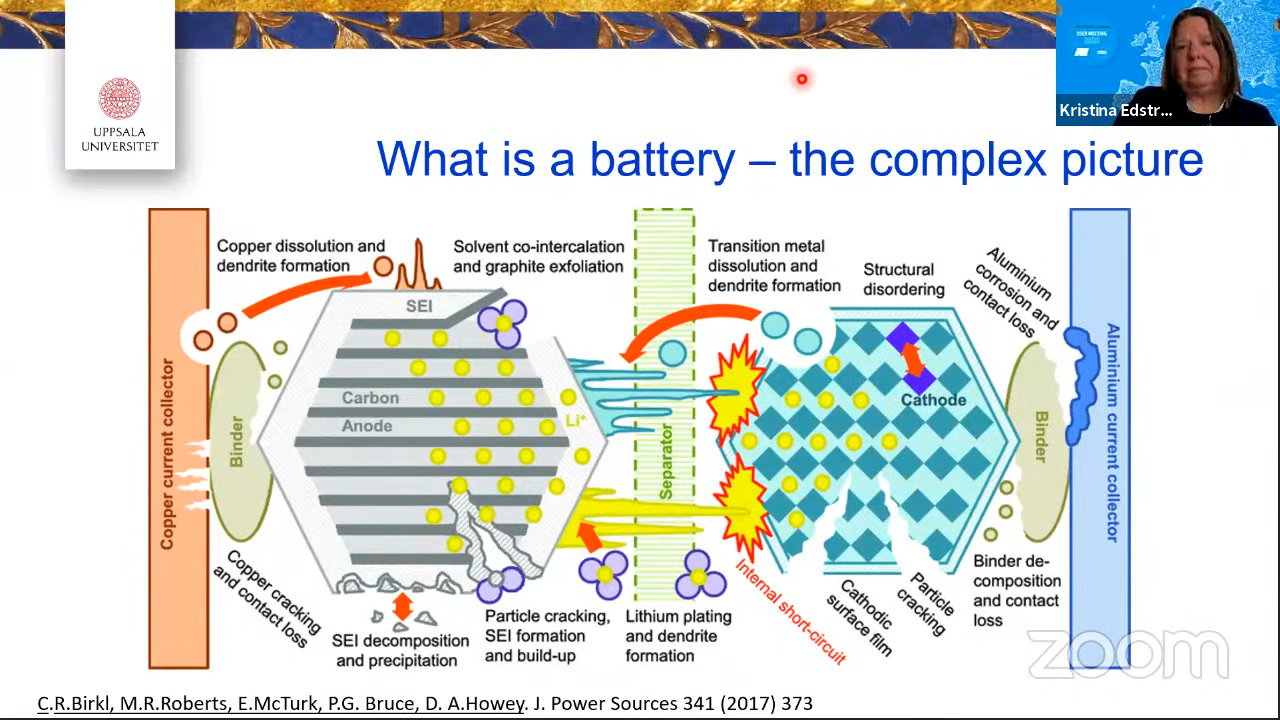 USER MEETING
Kristina Edstr...
UPPSALA
UNIVERSITET
What is a battery – the complex picture
Copper dissolution and
dendrite formation
Solvent co-intercalation
and graphite exfoliation
Transition metal
dissolution and
dendrite formation
Structural
disordering
Aluminium
corrosion and
contact loss
SEI
Carbon
Anode
Li⁺
Cathode
Copper current collector
Binder
Separator
Binder
Aluminium current collector
Copper cracking
and contact loss
SEI decomposition
and precipitation
Particle cracking,
SEI formation
and build-up
Lithium plating
and dendrite
formation
Internal short-circuit
Cathodic
surface film
Particle
cracking
Binder de-
composition
and contact
loss
zoom
C.R.Birkl, M.R.Roberts, E.McTurk, P.G. Bruce, D. A.Howey. J. Power Sources 341 (2017) 373